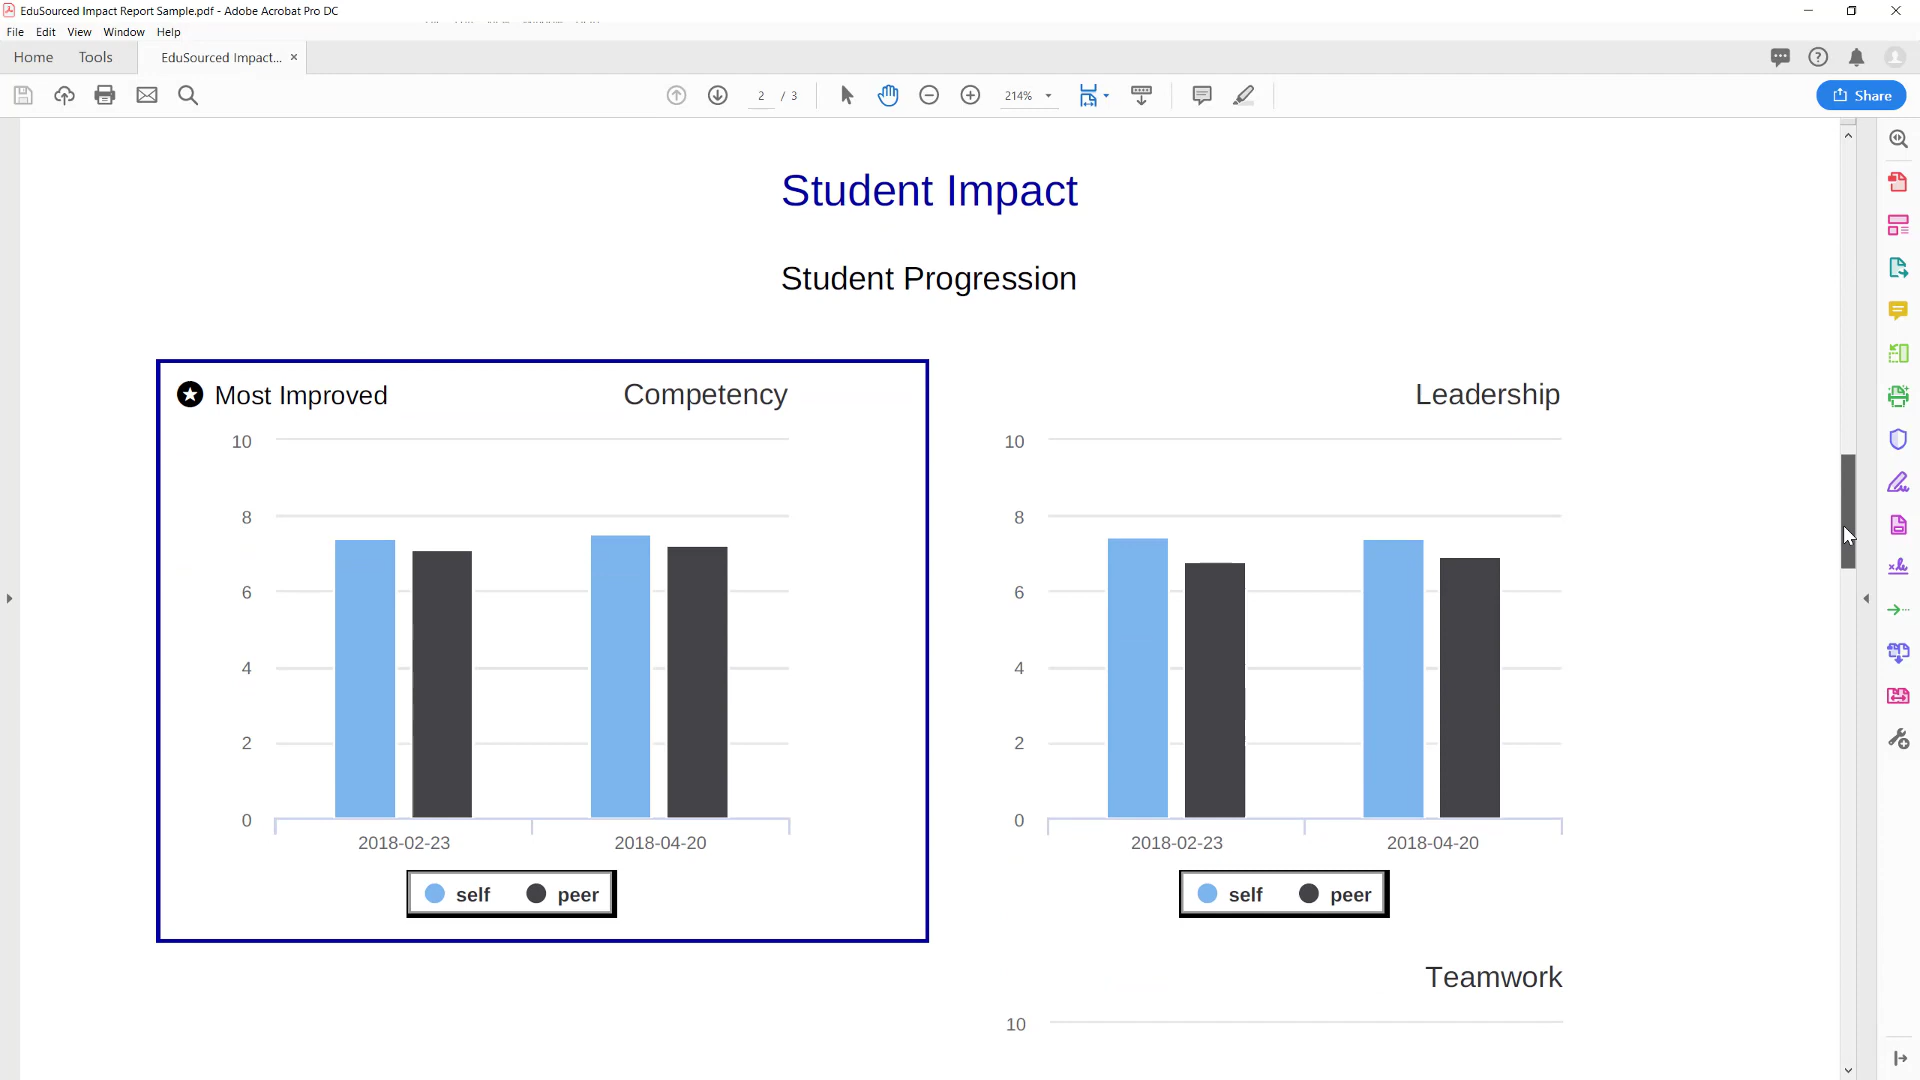 EduSourced Impact Report Sample.pdf - Adobe Acrobat Pro DC
File Edit View Window Help
Home Tools EduSourced Impact... ×
2 / 3 214% Share
Student Impact
Student Progression
Most Improved Competency
10
8
6
4
2
0
2018-02-23 2018-04-20
self peer
Leadership
10
8
6
4
2
0
2018-02-23 2018-04-20
self peer
Teamwork
10